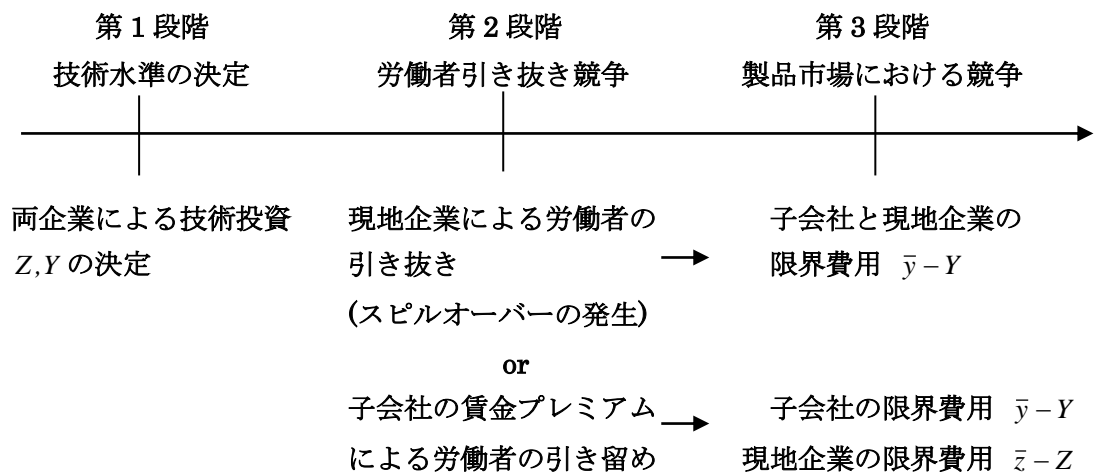 第 1 段階
技術水準の決定
第 2 段階
労働者引き抜き競争
第 3 段階
製品市場における競争
両企業による技術投資
Z,Y の決定
現地企業による労働者の
引き抜き
(スピルオーバーの発生)
子会社と現地企業の
限界費用 y̅ − Y
or
子会社の賃金プレミアム
による労働者の引き留め
子会社の限界費用 y̅ − Y
現地企業の限界費用 z̅ − Z